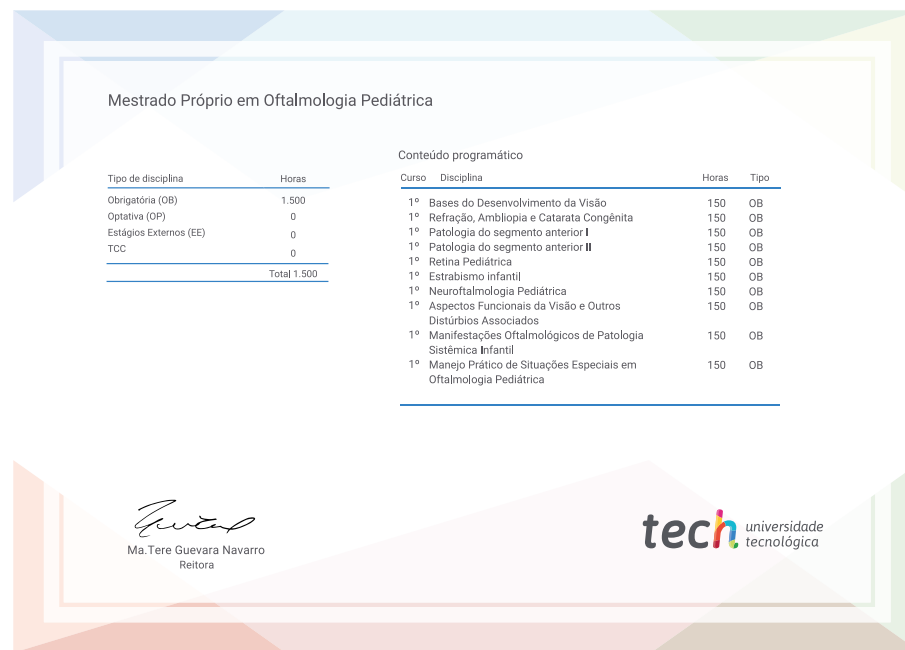 Mestrado Próprio em Oftalmologia Pediátrica
Tipo de disciplina Horas
Obrigatória (OB) 1.500
Optativa (OP) 0
Estágios Externos (EE) 0
TCC 0
Total 1.500
Conteúdo programático
Curso Disciplina Horas Tipo
1º Bases do Desenvolvimento da Visão 150 OB
1º Refração, Ambliopia e Catarata Congênita 150 OB
1º Patologia do segmento anterior I 150 OB
1º Patologia do segmento anterior II 150 OB
1º Retina Pediátrica 150 OB
1º Estrabismo infantil 150 OB
1º Neuroftalmologia Pediátrica 150 OB
1º Aspectos Funcionais da Visão e Outros 150 OB
Distúrbios Associados
1º Manifestações Oftalmológicos de Patologia 150 OB
Sistêmica Infantil
1º Manejo Prático de Situações Especiais em 150 OB
Oftalmologia Pediátrica
Ma.Tere Guevara Navarro
Reitora
tech universidade
tecnológica